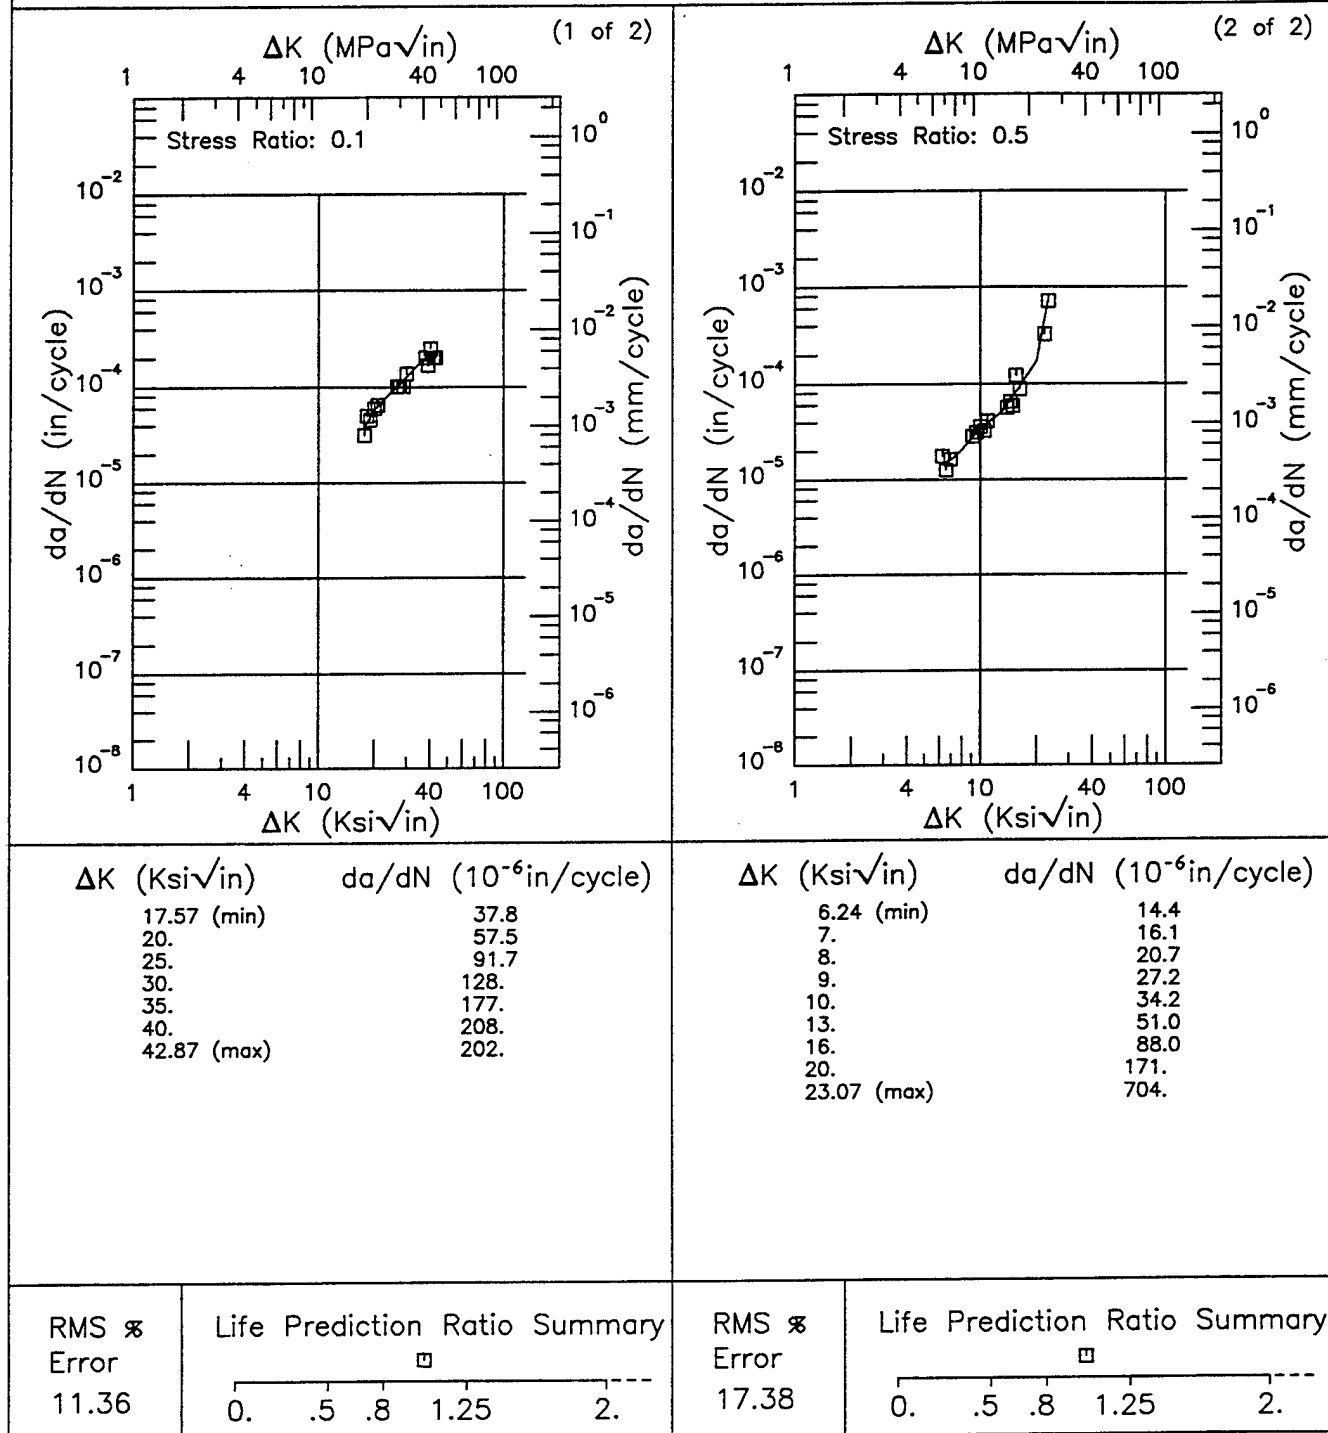 (1 of 2)
ΔK (MPa√in)
1 4 10 40 100
Stress Ratio: 0.1
10⁻²
10⁻³
10⁻⁴
10⁻⁵
10⁻⁶
10⁻⁷
10⁻⁸
da/dN (in/cycle)
10⁰
10⁻¹
10⁻²
10⁻³
10⁻⁴
10⁻⁵
10⁻⁶
da/dN (mm/cycle)
1 4 10 40 100
ΔK (Ksi√in)
ΔK (Ksi√in) da/dN (10⁻⁶in/cycle)
17.57 (min) 37.8
20. 57.5
25. 91.7
30. 128.
35. 177.
40. 208.
42.87 (max) 202.
RMS % Life Prediction Ratio Summary
Error
11.36
0. .5 .8 1.25 2.
(2 of 2)
ΔK (MPa√in)
1 4 10 40 100
Stress Ratio: 0.5
10⁻²
10⁻³
10⁻⁴
10⁻⁵
10⁻⁶
10⁻⁷
10⁻⁸
da/dN (in/cycle)
10⁰
10⁻¹
10⁻²
10⁻³
10⁻⁴
10⁻⁵
10⁻⁶
da/dN (mm/cycle)
1 4 10 40 100
ΔK (Ksi√in)
ΔK (Ksi√in) da/dN (10⁻⁶in/cycle)
6.24 (min) 14.4
7. 16.1
8. 20.7
9. 27.2
10. 34.2
13. 51.0
16. 88.0
20. 171.
23.07 (max) 704.
RMS % Life Prediction Ratio Summary
Error
17.38
0. .5 .8 1.25 2.